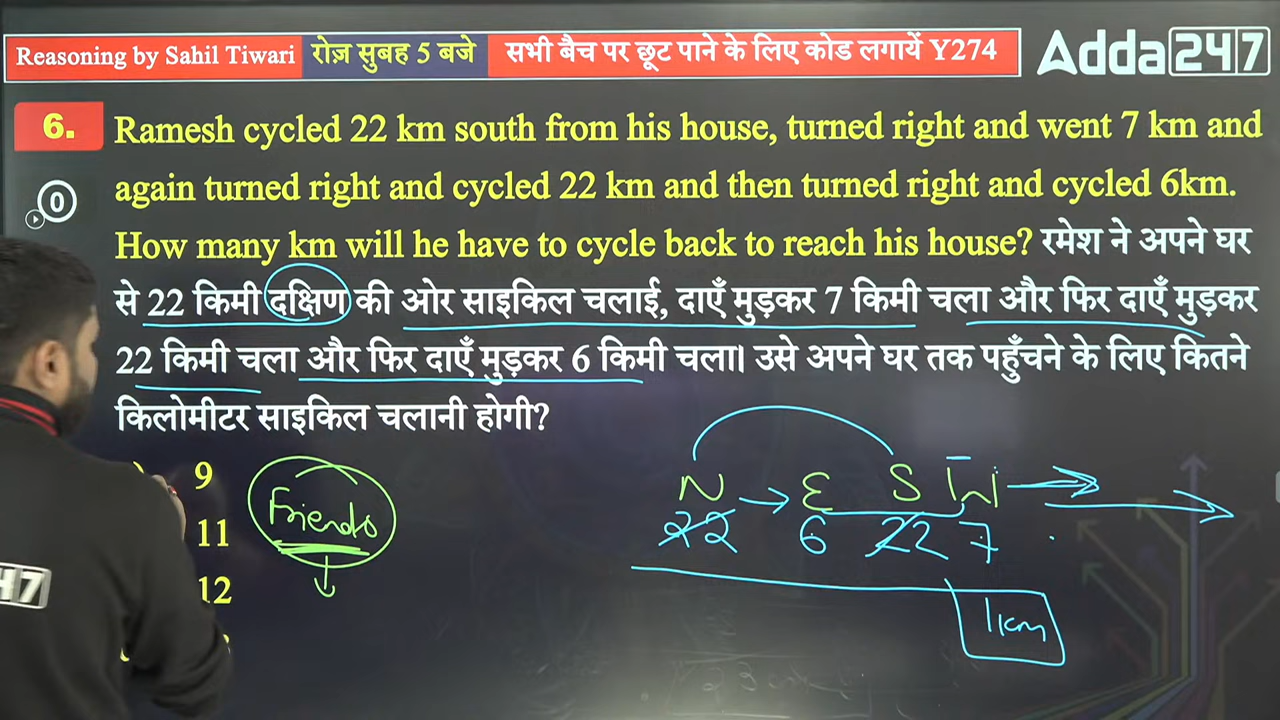 Reasoning by Sahil Tiwari रोज़ सुबह 5 बजे सभी बैच पर छूट पाने के लिए कोड लगायें Y274 Adda247
6. Ramesh cycled 22 km south from his house, turned right and went 7 km and
again turned right and cycled 22 km and then turned right and cycled 6km.
How many km will he have to cycle back to reach his house? रमेश ने अपने घर
से 22 किमी दक्षिण की ओर साइकिल चलाई, दाएँ मुड़कर 7 किमी चला और फिर दाएँ मुड़कर
22 किमी चला और फिर दाएँ मुड़कर 6 किमी चला। उसे अपने घर तक पहुँचने के लिए कितने
किलोमीटर साइकिल चलानी होगी?
0
9
11
12
Friends
N → E S W
22 6 22 7
1km
47